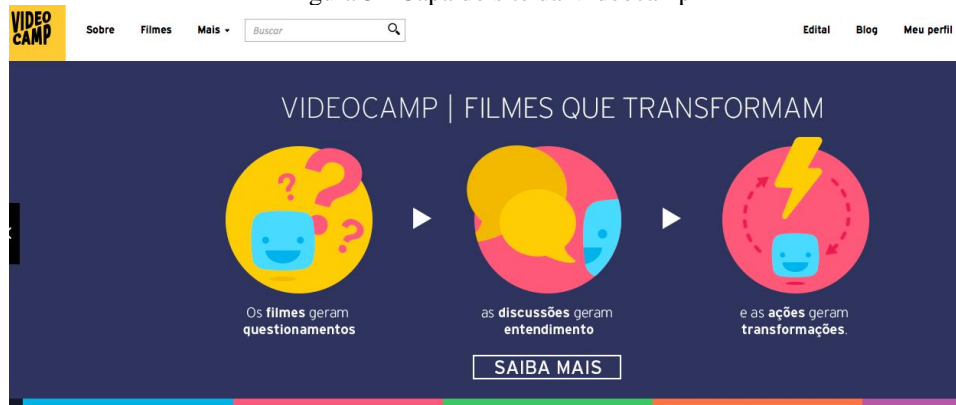 VIDEO
CAMP
Sobre Filmes Mais Buscar Edital Blog Meu perfil
VIDEOCAMP | FILMES QUE TRANSFORMAM
? ? ? ?
Os filmes geram
questionamentos
as discussões geram
entendimento
e as ações geram
transformações.
SAIBA MAIS